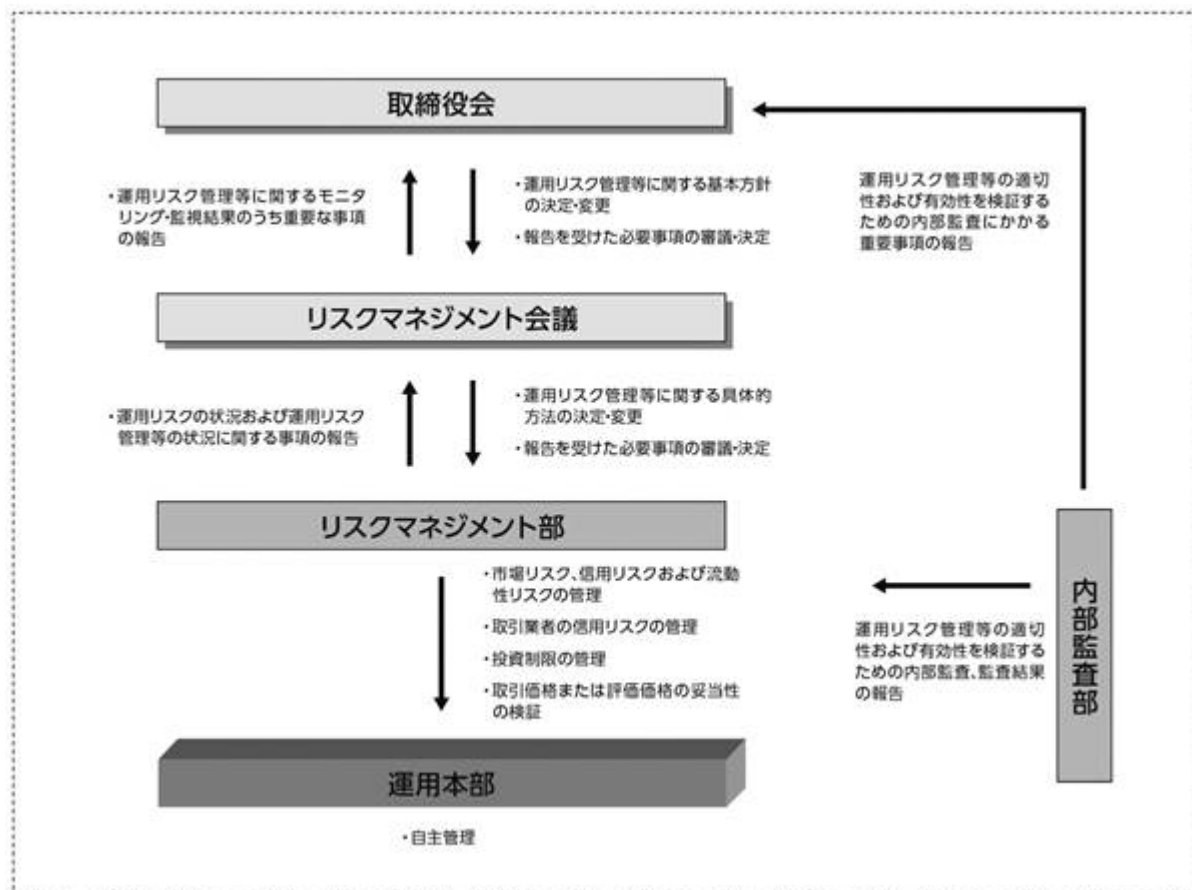 取締役会
・運用リスク管理等に関するモニタ
リング・監視結果のうち重要な事項
の報告
・運用リスク管理等に関する基本方針
の決定・変更
・報告を受けた必要事項の審議・決定
運用リスク管理等の適切
性および有効性を検証する
ための内部監査にかかる
重要事項の報告
リスクマネジメント会議
・運用リスクの状況および運用リスク
管理等の状況に関する事項の報告
・運用リスク管理等に関する具体的
方法の決定・変更
・報告を受けた必要事項の審議・決定
リスクマネジメント部
・市場リスク、信用リスクおよび流動
性リスクの管理
・取引業者の信用リスクの管理
・投資制限の管理
・取引価格または評価価格の妥当性
の検証
運用リスク管理等の適切
性および有効性を検証する
ための内部監査、監査結果
の報告
内部監査部
運用本部
・自主管理